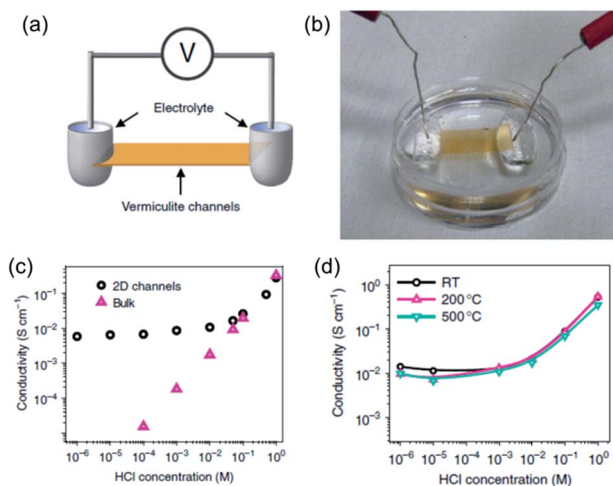 (a)
V
Electrolyte
Vermiculite channels
(b)
(c)
2D channels
Bulk
Conductivity (S cm⁻¹)
10⁻¹
10⁻²
10⁻³
10⁻⁴
10⁻⁶ 10⁻⁵ 10⁻⁴ 10⁻³ 10⁻² 10⁻¹ 10⁰
HCl concentration (M)
(d)
RT
200 °C
500 °C
Conductivity (S cm⁻¹)
10⁰
10⁻¹
10⁻²
10⁻³
10⁻⁶ 10⁻⁵ 10⁻⁴ 10⁻³ 10⁻² 10⁻¹ 10⁰
HCl concentration (M)